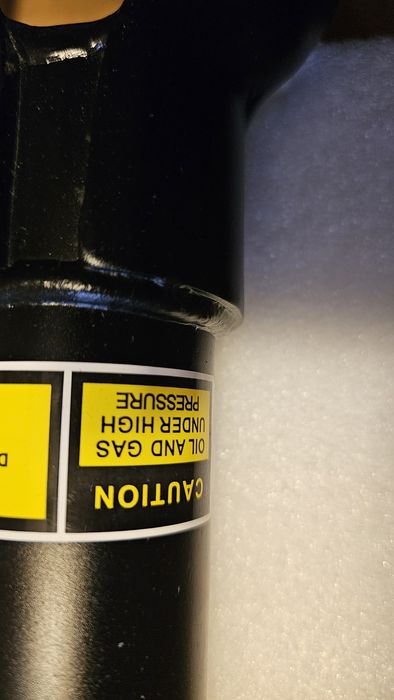 CAUTION
OIL AND GAS
UNDER HIGH
PRESSURE
D